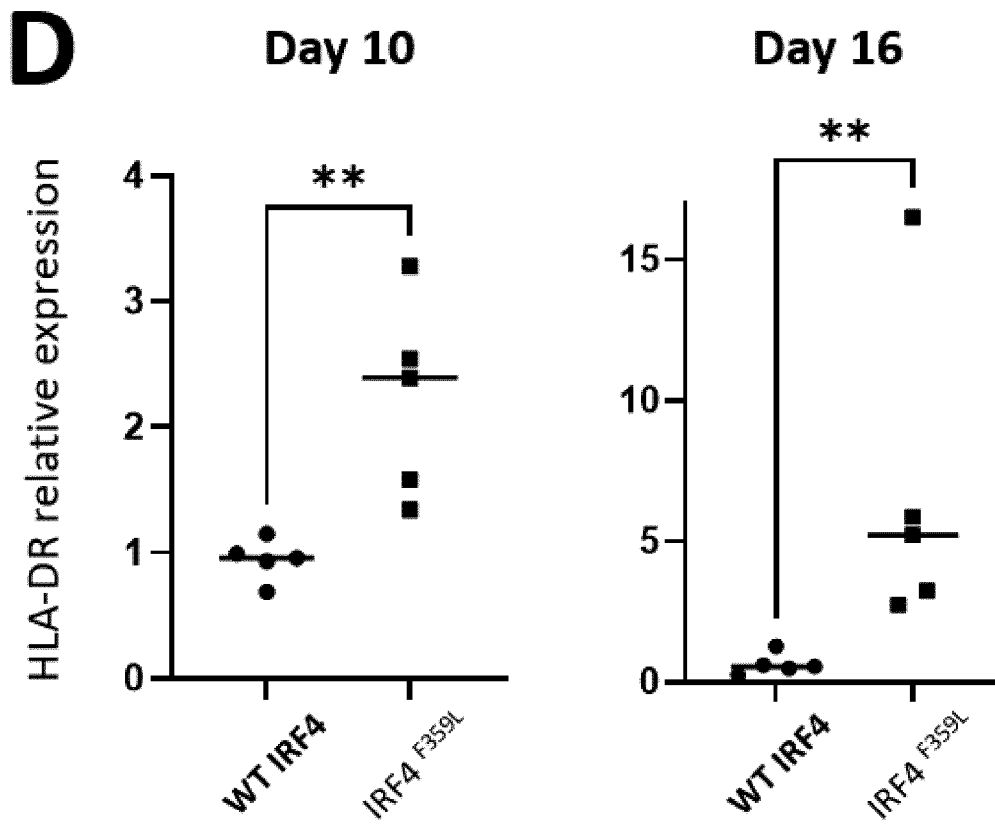 D
Day 10
Day 16
HLA-DR relative expression
**
4
3
2
1
0
WT IRF4
IRF4 F359L
**
15
10
5
0
WT IRF4
IRF4 F359L